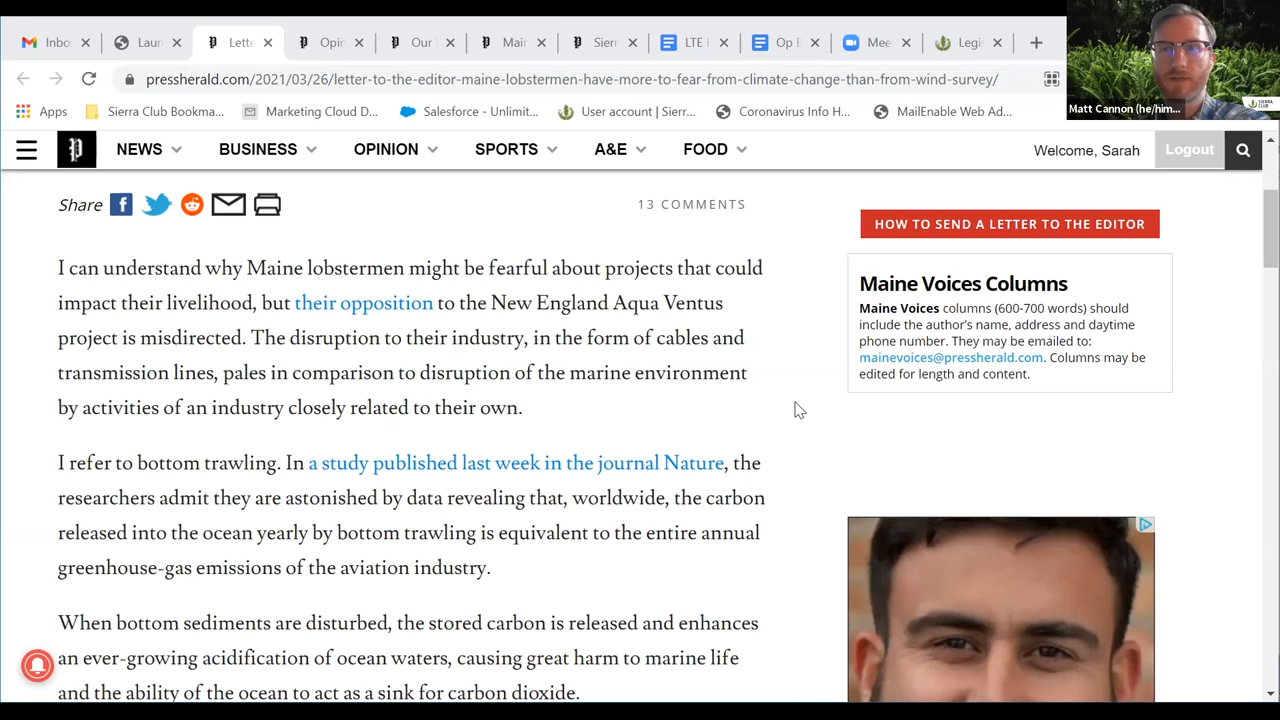 Inbo
Laun
Lette
Opin
Our
Main
Sierr
LTE
Op E
Mee
Legis
pressherald.com/2021/03/26/letter-to-the-editor-maine-lobstermen-have-more-to-fear-from-climate-change-than-from-wind-survey/
Matt Cannon (he/him...
Apps
Sierra Club Bookma...
Marketing Cloud D...
Salesforce - Unlimit...
User account | Sierr...
Coronavirus Info H...
MailEnable Web Ad...
NEWS
BUSINESS
OPINION
SPORTS
A&E
FOOD
Welcome, Sarah
Logout
Share
13 COMMENTS
I can understand why Maine lobstermen might be fearful about projects that could
impact their livelihood, but their opposition to the New England Aqua Ventus
project is misdirected. The disruption to their industry, in the form of cables and
transmission lines, pales in comparison to disruption of the marine environment
by activities of an industry closely related to their own.
I refer to bottom trawling. In a study published last week in the journal Nature, the
researchers admit they are astonished by data revealing that, worldwide, the carbon
released into the ocean yearly by bottom trawling is equivalent to the entire annual
greenhouse-gas emissions of the aviation industry.
When bottom sediments are disturbed, the stored carbon is released and enhances
an ever-growing acidification of ocean waters, causing great harm to marine life
and the ability of the ocean to act as a sink for carbon dioxide.
HOW TO SEND A LETTER TO THE EDITOR
Maine Voices Columns
Maine Voices columns (600-700 words) should
include the author's name, address and daytime
phone number. They may be emailed to:
mainevoices@pressherald.com. Columns may be
edited for length and content.